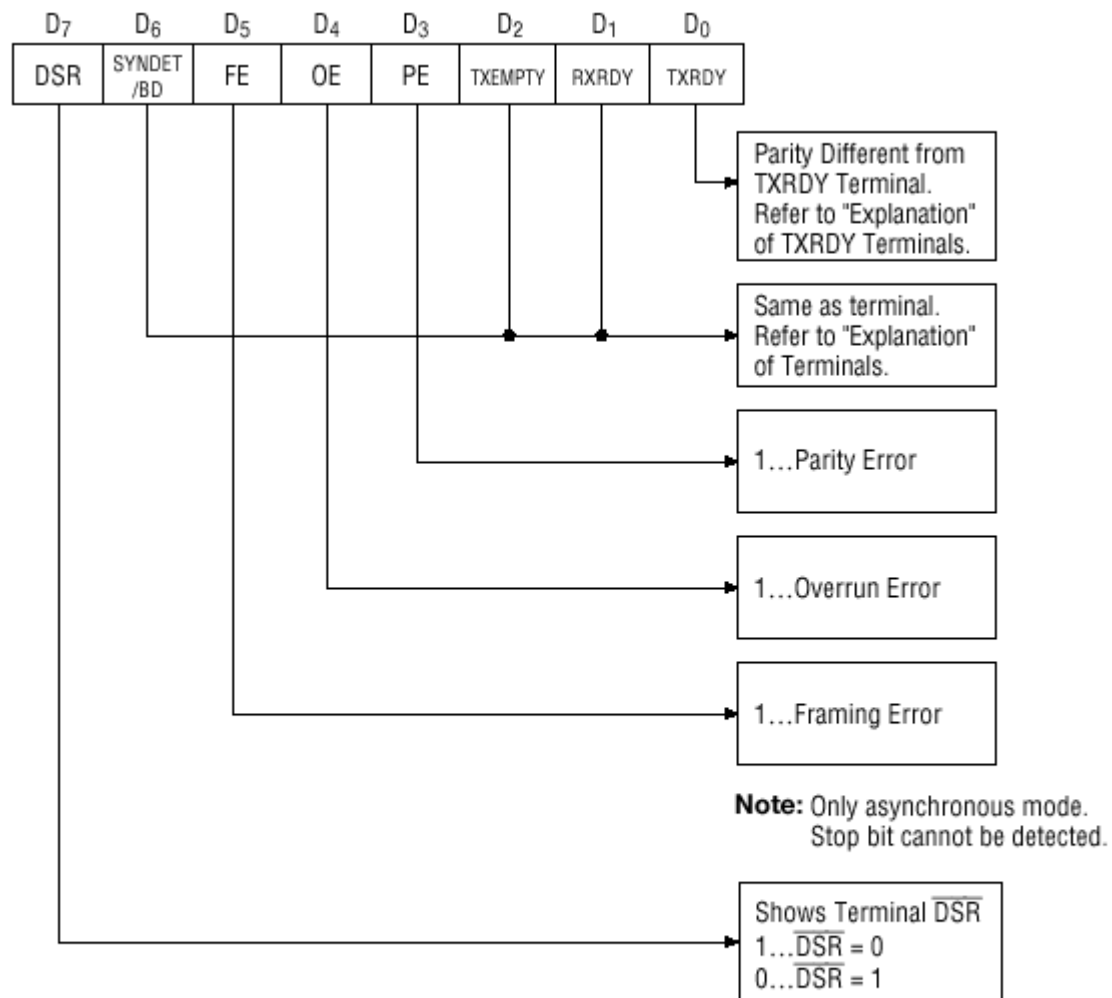 D7 D6 D5 D4 D3 D2 D1 D0
DSR SYNDET /BD FE OE PE TXEMPTY RXRDY TXRDY
Parity Different from
TXRDY Terminal.
Refer to "Explanation"
of TXRDY Terminals.
Same as terminal.
Refer to "Explanation"
of Terminals.
1...Parity Error
1...Overrun Error
1...Framing Error
Note: Only asynchronous mode.
Stop bit cannot be detected.
Shows Terminal D̅S̅R̅
1...D̅S̅R̅ = 0
0...D̅S̅R̅ = 1